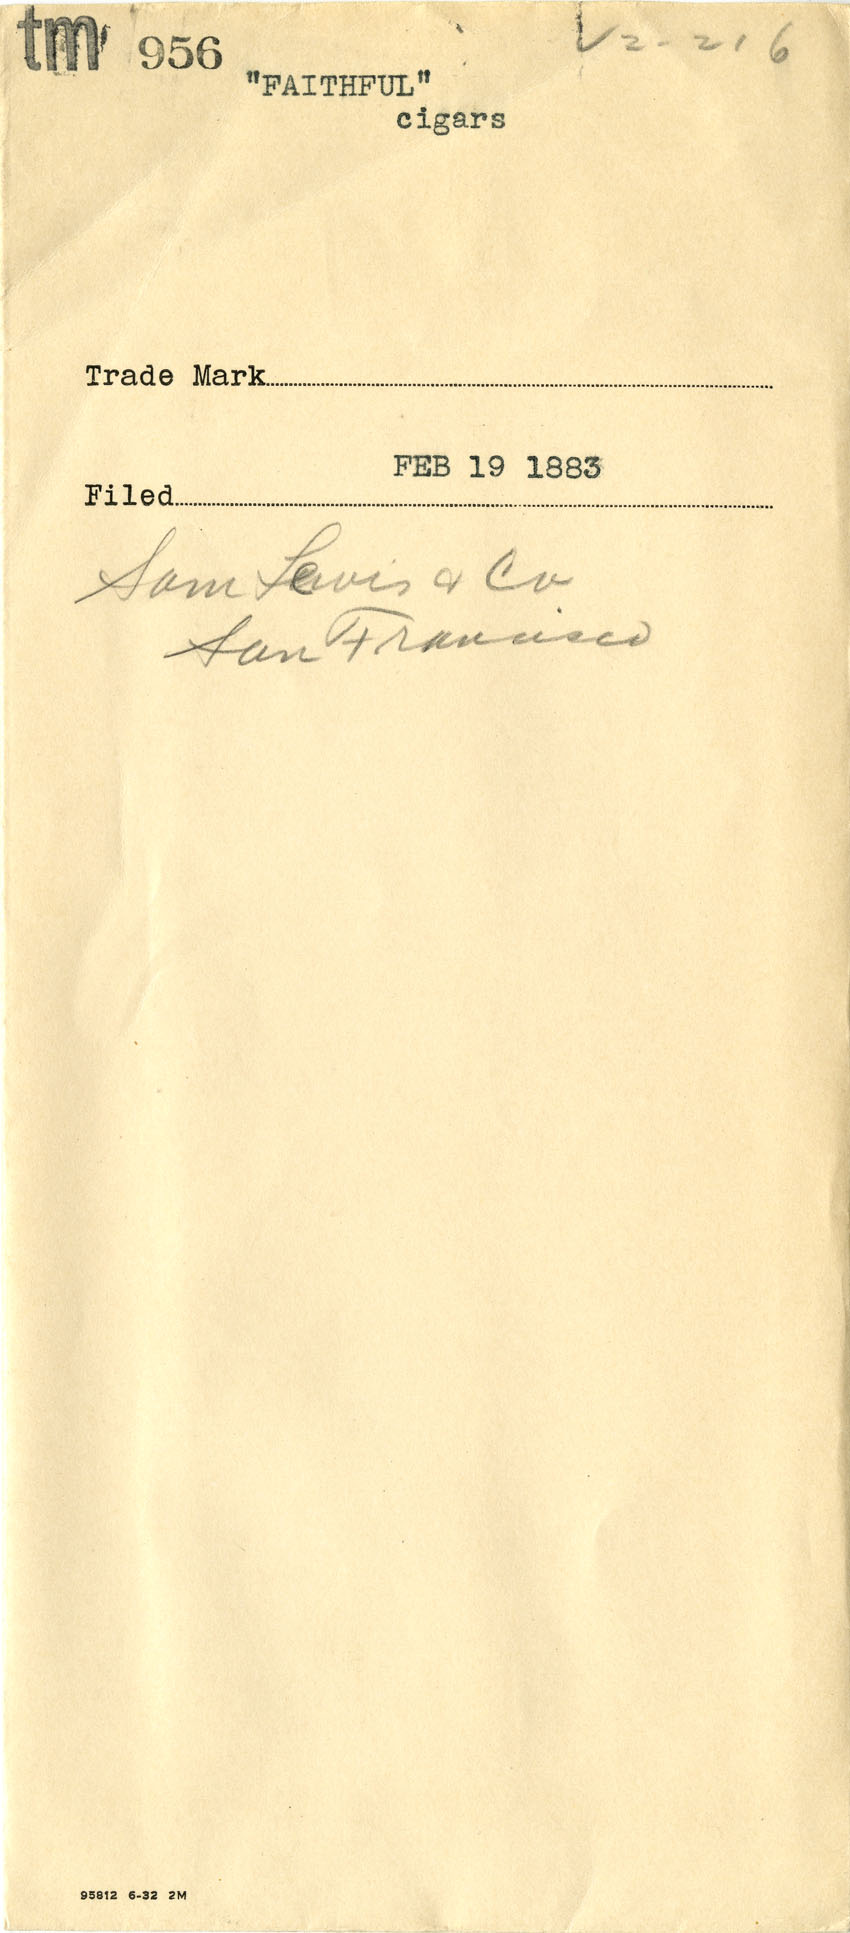 tm 956
V2-216
"FAITHFUL"
cigars
Trade Mark
FEB 19 1883
Filed
Sam Lewis & Co
San Francisco
95812 6-32 2M